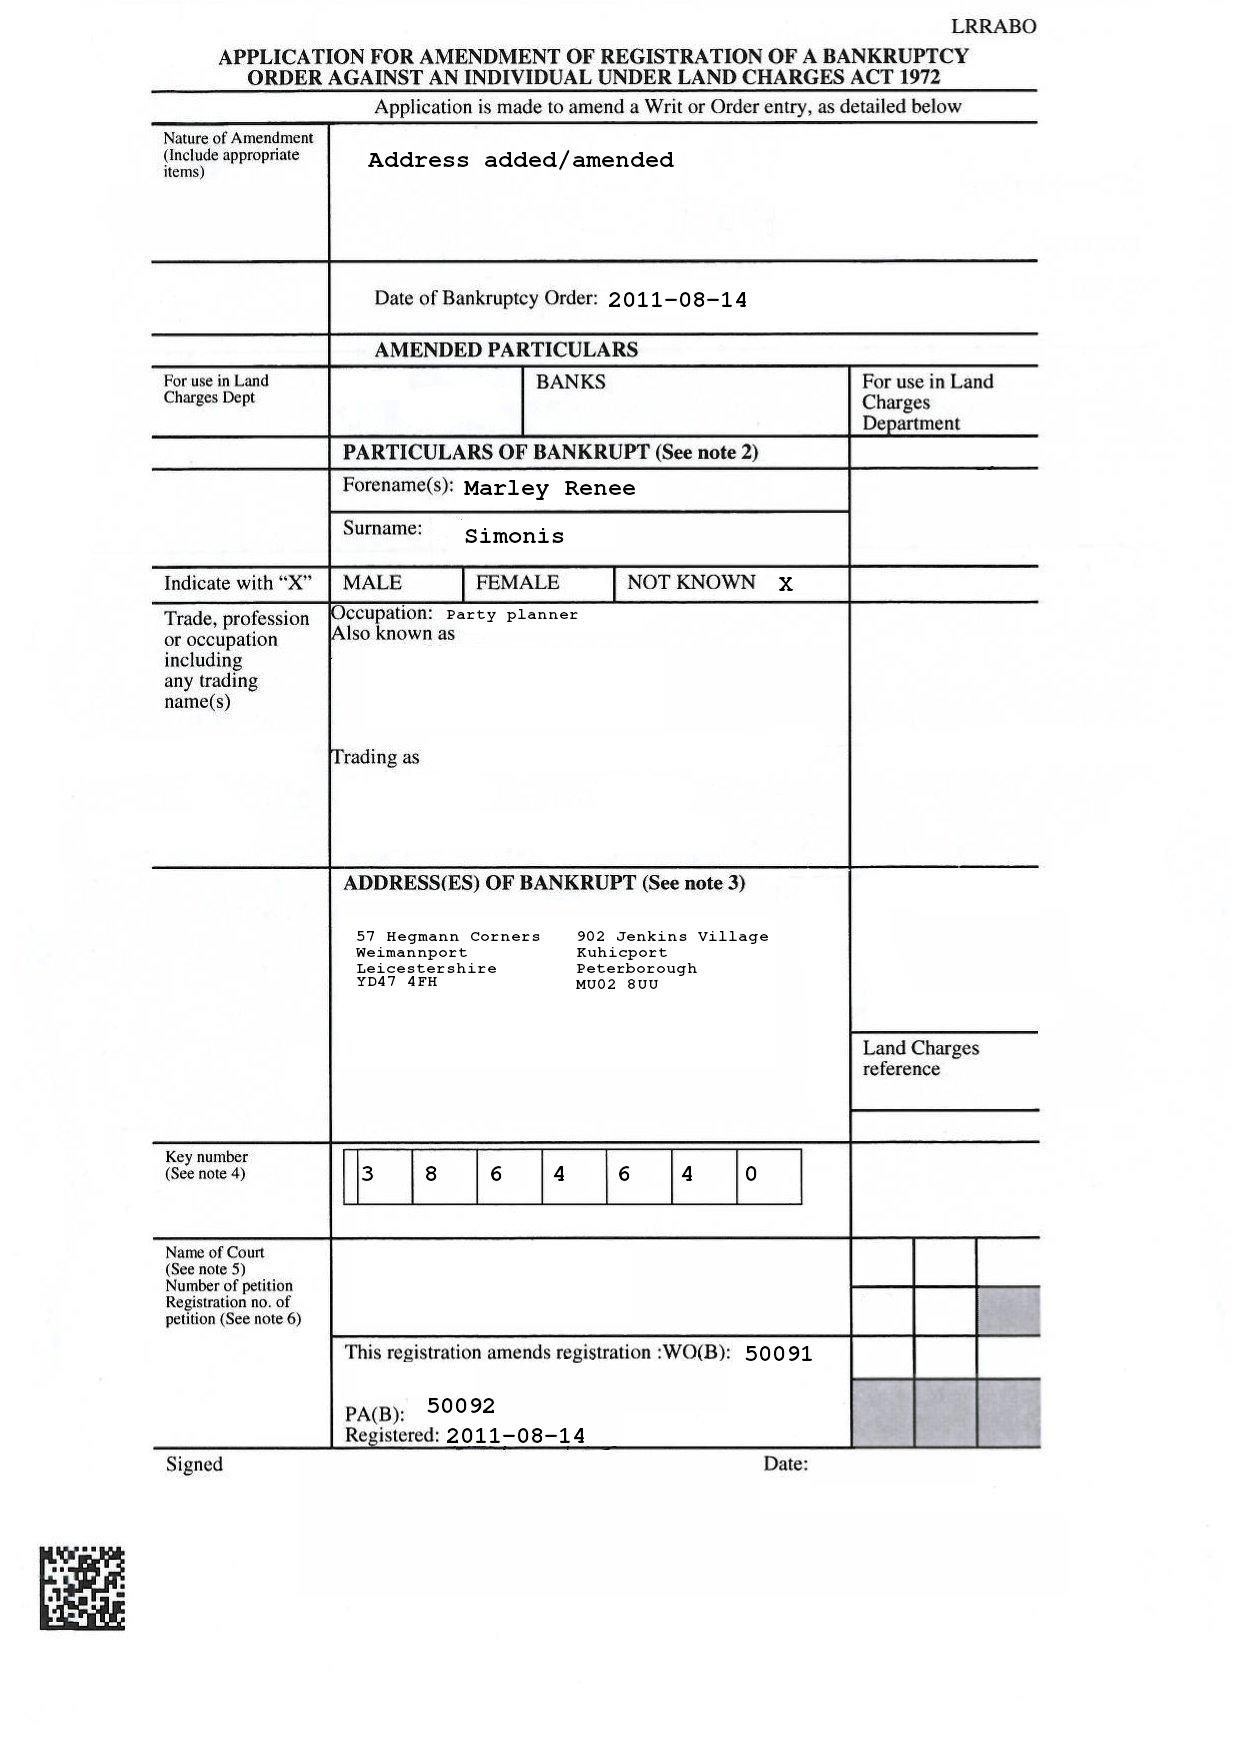 LRRABO
APPLICATION FOR AMENDMENT OF REGISTRATION OF A BANKRUPTCY
ORDER AGAINST AN INDIVIDUAL UNDER LAND CHARGES ACT 1972
Application is made to amend a Writ or Order entry, as detailed below
Nature of Amendment
(Include appropriate
items)
Address added/amended
Date of Bankruptcy Order: 2011-08-14
AMENDED PARTICULARS
For use in Land
Charges Dept
BANKS
For use in Land
Charges
Department
PARTICULARS OF BANKRUPT (See note 2)
Forename(s): Marley Renee
Surname: Simonis
Indicate with “X” MALE FEMALE NOT KNOWN X
Trade, profession
or occupation
including
any trading
name(s)
Occupation: Party planner
Also known as
Trading as
ADDRESS(ES) OF BANKRUPT (See note 3)
57 Hegmann Corners
Weimannport
Leicestershire
YD47 4FH
902 Jenkins Village
Kuhicport
Peterborough
MU02 8UU
Land Charges
reference
Key number
(See note 4)
3 8 6 4 6 4 0
Name of Court
(See note 5)
Number of petition
Registration no. of
petition (See note 6)
This registration amends registration :WO(B): 50091
PA(B): 50092
Registered: 2011-08-14
Signed Date: